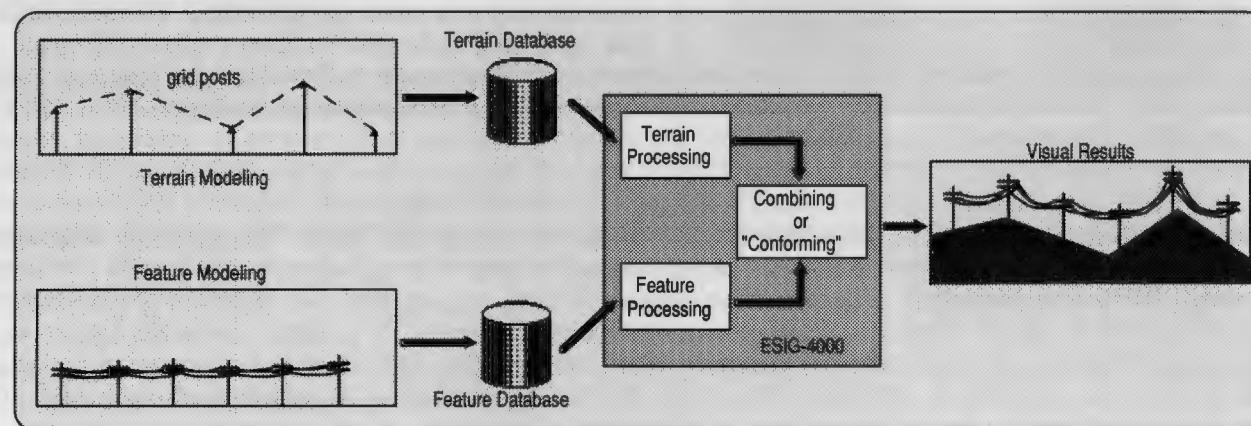 Terrain Database
grid posts
Terrain Modeling
Terrain
Processing
Combining
or
"Conforming"
Visual Results
Feature Modeling
Feature
Processing
ESIG-4000
Feature Database